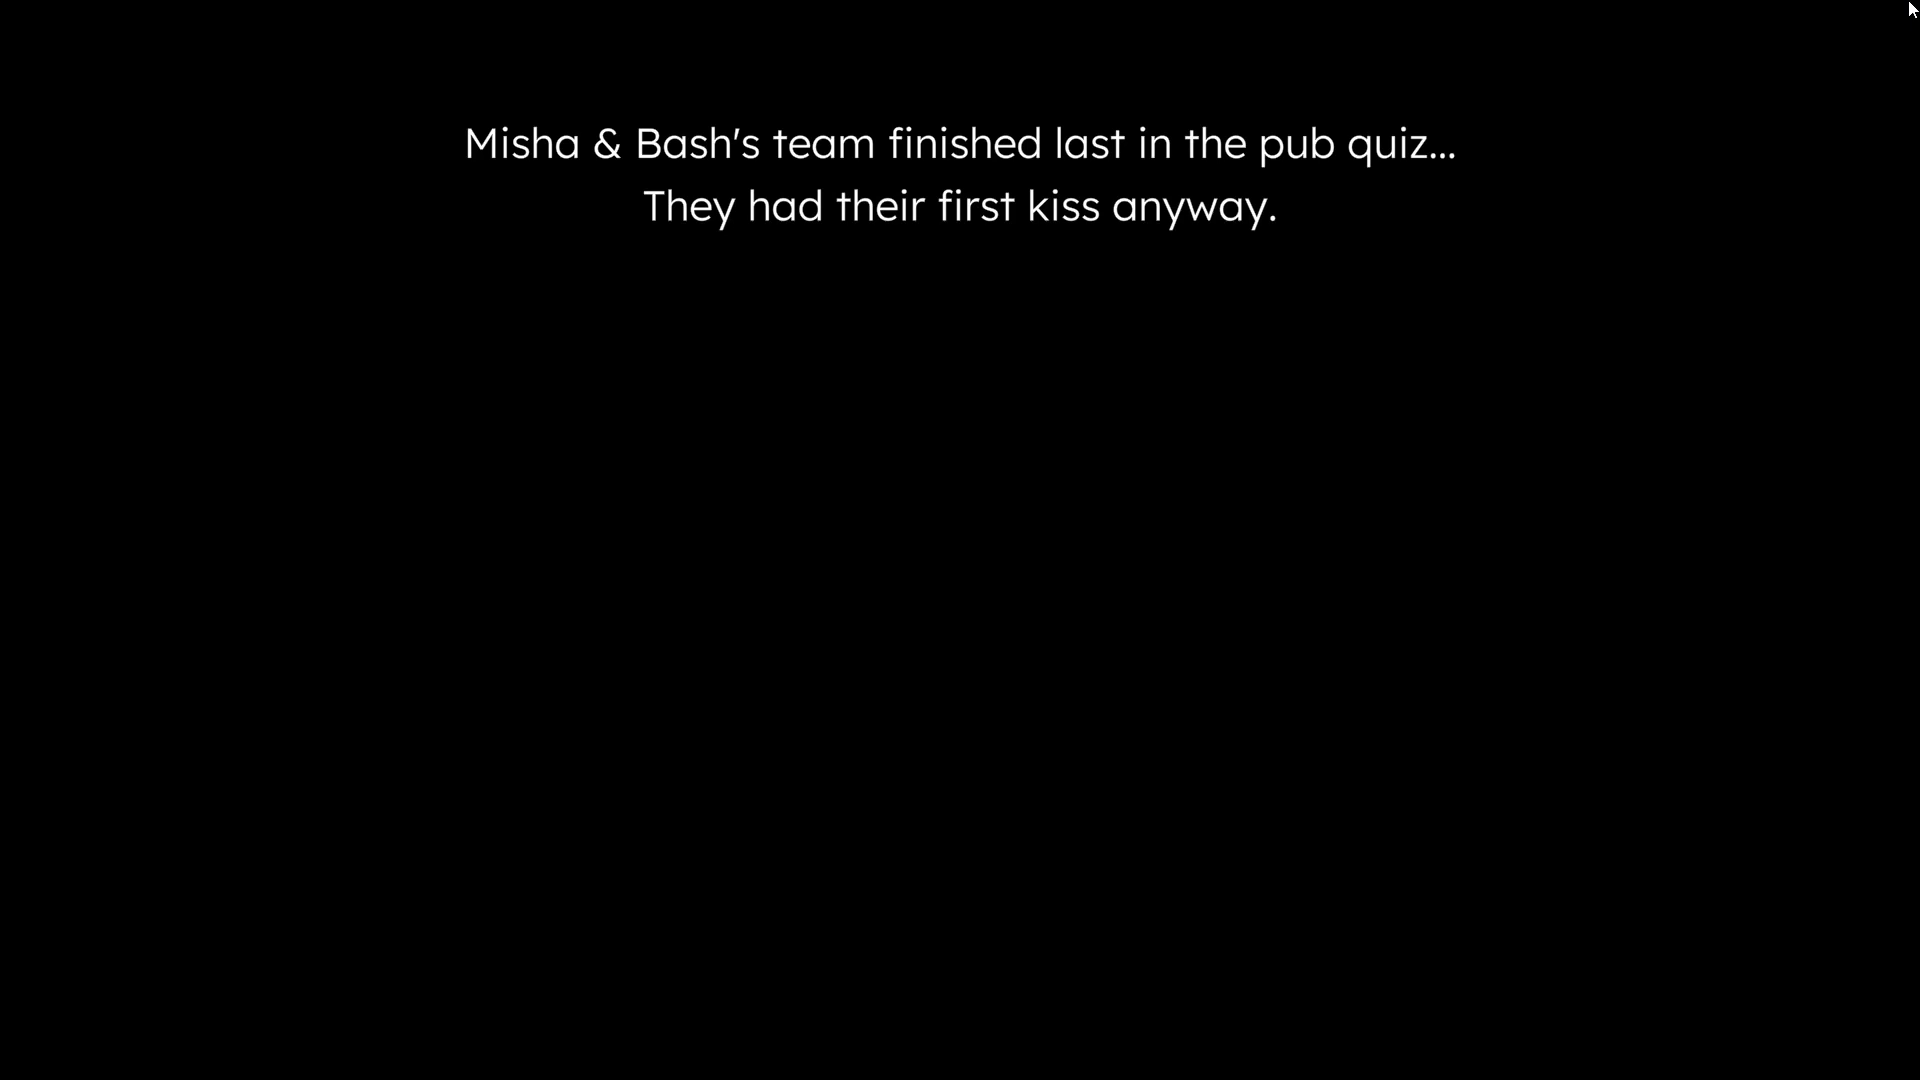 Misha & Bash's team finished last in the pub quiz...
They had their first kiss anyway.